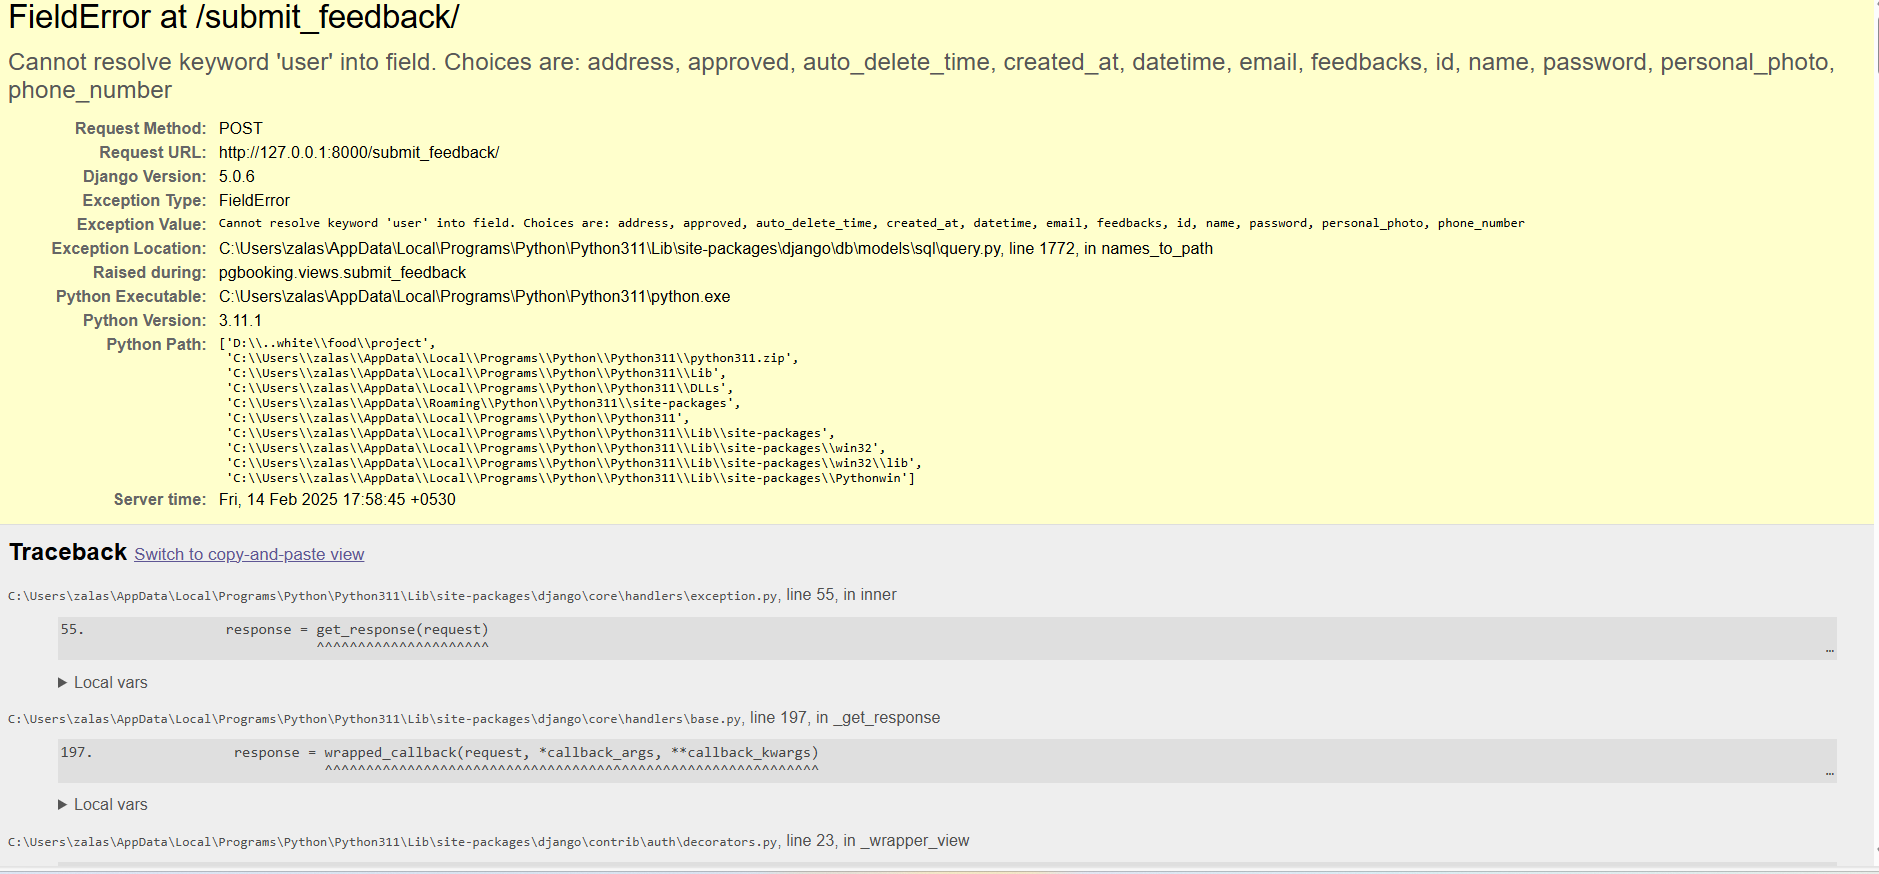 FieldError at /submit_feedback/
Cannot resolve keyword 'user' into field. Choices are: address, approved, auto_delete_time, created_at, datetime, email, feedbacks, id, name, password, personal_photo,
phone_number
Request Method: POST
Request URL: http://127.0.0.1:8000/submit_feedback/
Django Version: 5.0.6
Exception Type: FieldError
Exception Value: Cannot resolve keyword 'user' into field. Choices are: address, approved, auto_delete_time, created_at, datetime, email, feedbacks, id, name, password, personal_photo, phone_number
Exception Location: C:\Users\zalas\AppData\Local\Programs\Python\Python311\Lib\site-packages\django\db\models\sql\query.py, line 1772, in names_to_path
Raised during: pgbooking.views.submit_feedback
Python Executable: C:\Users\zalas\AppData\Local\Programs\Python\Python311\python.exe
Python Version: 3.11.1
Python Path: ['D:\\..white\\food\\project',
'C:\\Users\\zalas\\AppData\\Local\\Programs\\Python\\Python311\\python311.zip',
'C:\\Users\\zalas\\AppData\\Local\\Programs\\Python\\Python311\\Lib',
'C:\\Users\\zalas\\AppData\\Local\\Programs\\Python\\Python311\\DLLs',
'C:\\Users\\zalas\\AppData\\Roaming\\Python\\Python311\\site-packages',
'C:\\Users\\zalas\\AppData\\Local\\Programs\\Python\\Python311',
'C:\\Users\\zalas\\AppData\\Local\\Programs\\Python\\Python311\\Lib\\site-packages',
'C:\\Users\\zalas\\AppData\\Local\\Programs\\Python\\Python311\\Lib\\site-packages\\win32',
'C:\\Users\\zalas\\AppData\\Local\\Programs\\Python\\Python311\\Lib\\site-packages\\win32\\lib',
'C:\\Users\\zalas\\AppData\\Local\\Programs\\Python\\Python311\\Lib\\site-packages\\Pythonwin']
Server time: Fri, 14 Feb 2025 17:58:45 +0530
Traceback Switch to copy-and-paste view
C:\Users\zalas\AppData\Local\Programs\Python\Python311\Lib\site-packages\django\core\handlers\exception.py, line 55, in inner
55. response = get_response(request)
^^^^^^^^^^^^^^^^^^^^^
…
▶ Local vars
C:\Users\zalas\AppData\Local\Programs\Python\Python311\Lib\site-packages\django\core\handlers\base.py, line 197, in _get_response
197. response = wrapped_callback(request, *callback_args, **callback_kwargs)
^^^^^^^^^^^^^^^^^^^^^^^^^^^^^^^^^^^^^^^^^^^^^^^^^^^^^^^^^^^^
…
▶ Local vars
C:\Users\zalas\AppData\Local\Programs\Python\Python311\Lib\site-packages\django\contrib\auth\decorators.py, line 23, in _wrapper_view